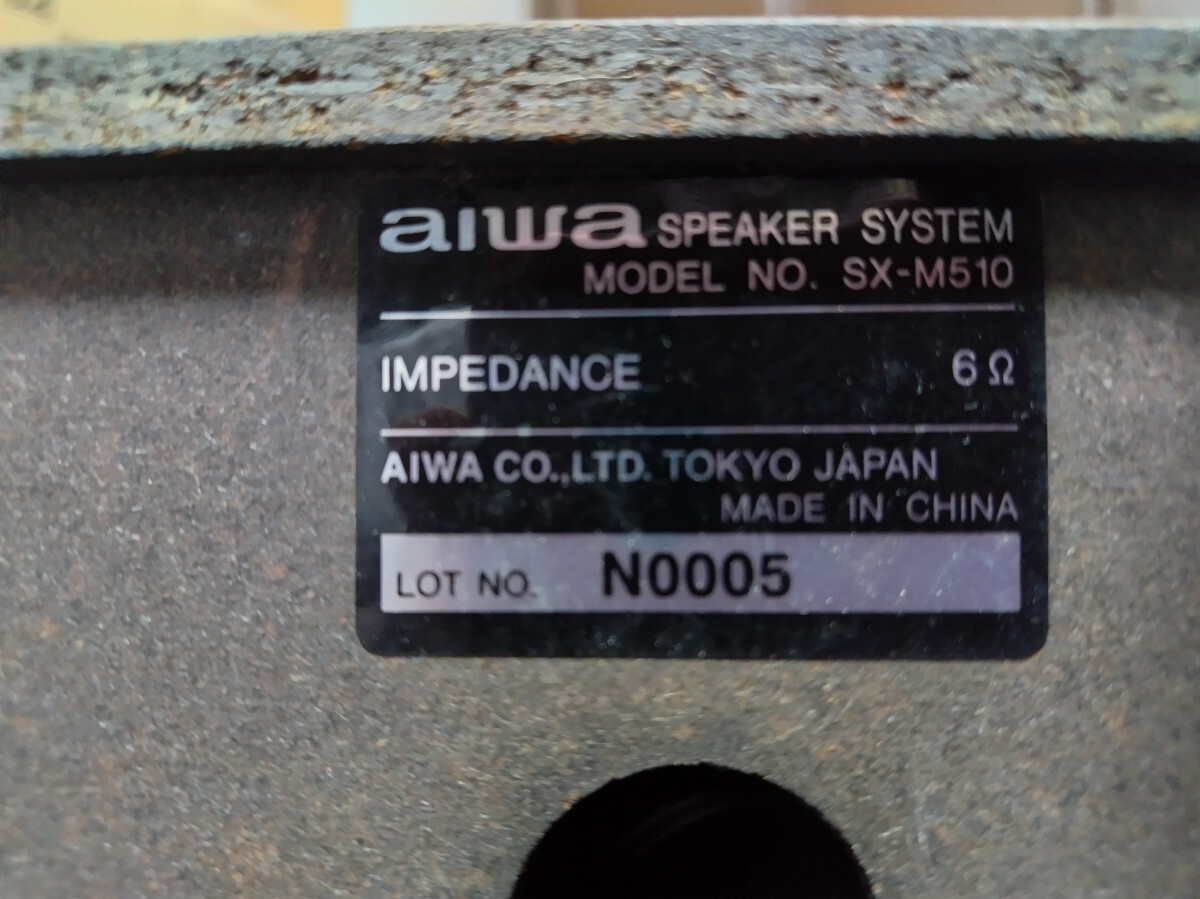 aiwa SPEAKER SYSTEM
MODEL NO. SX-M510
IMPEDANCE 6 Ω
AIWA CO.,LTD. TOKYO JAPAN
MADE IN CHINA
LOT NO. N0005